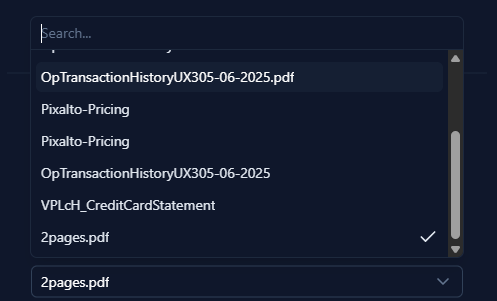 Search...
OpTransactionHistoryUX305-06-2025.pdf
Pixalto-Pricing
Pixalto-Pricing
OpTransactionHistoryUX305-06-2025
VPLcH_CreditCardStatement
2pages.pdf
2pages.pdf